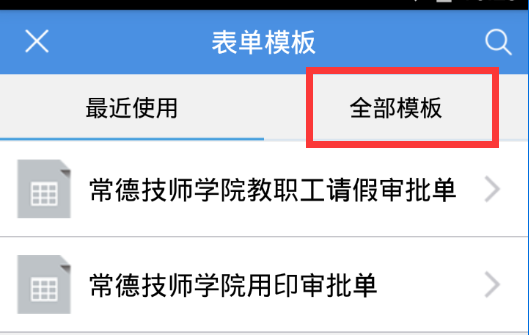 表单模板
最近使用 全部模板
常德技师学院教职工请假审批单
常德技师学院用印审批单